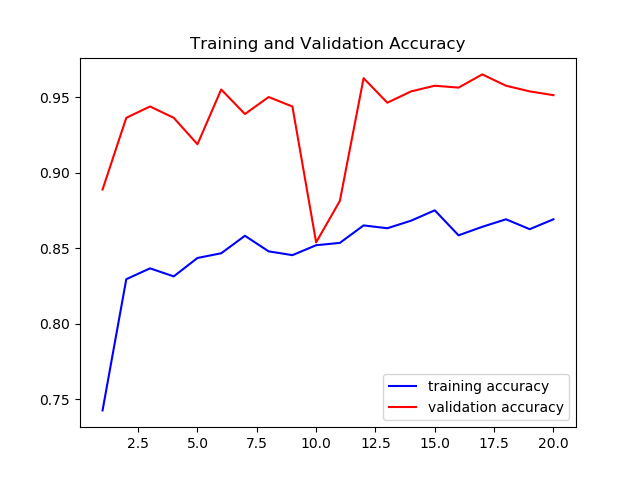 Training and Validation Accuracy
0.95
0.90
0.85
0.80
0.75
training accuracy
validation accuracy
2.5 5.0 7.5 10.0 12.5 15.0 17.5 20.0